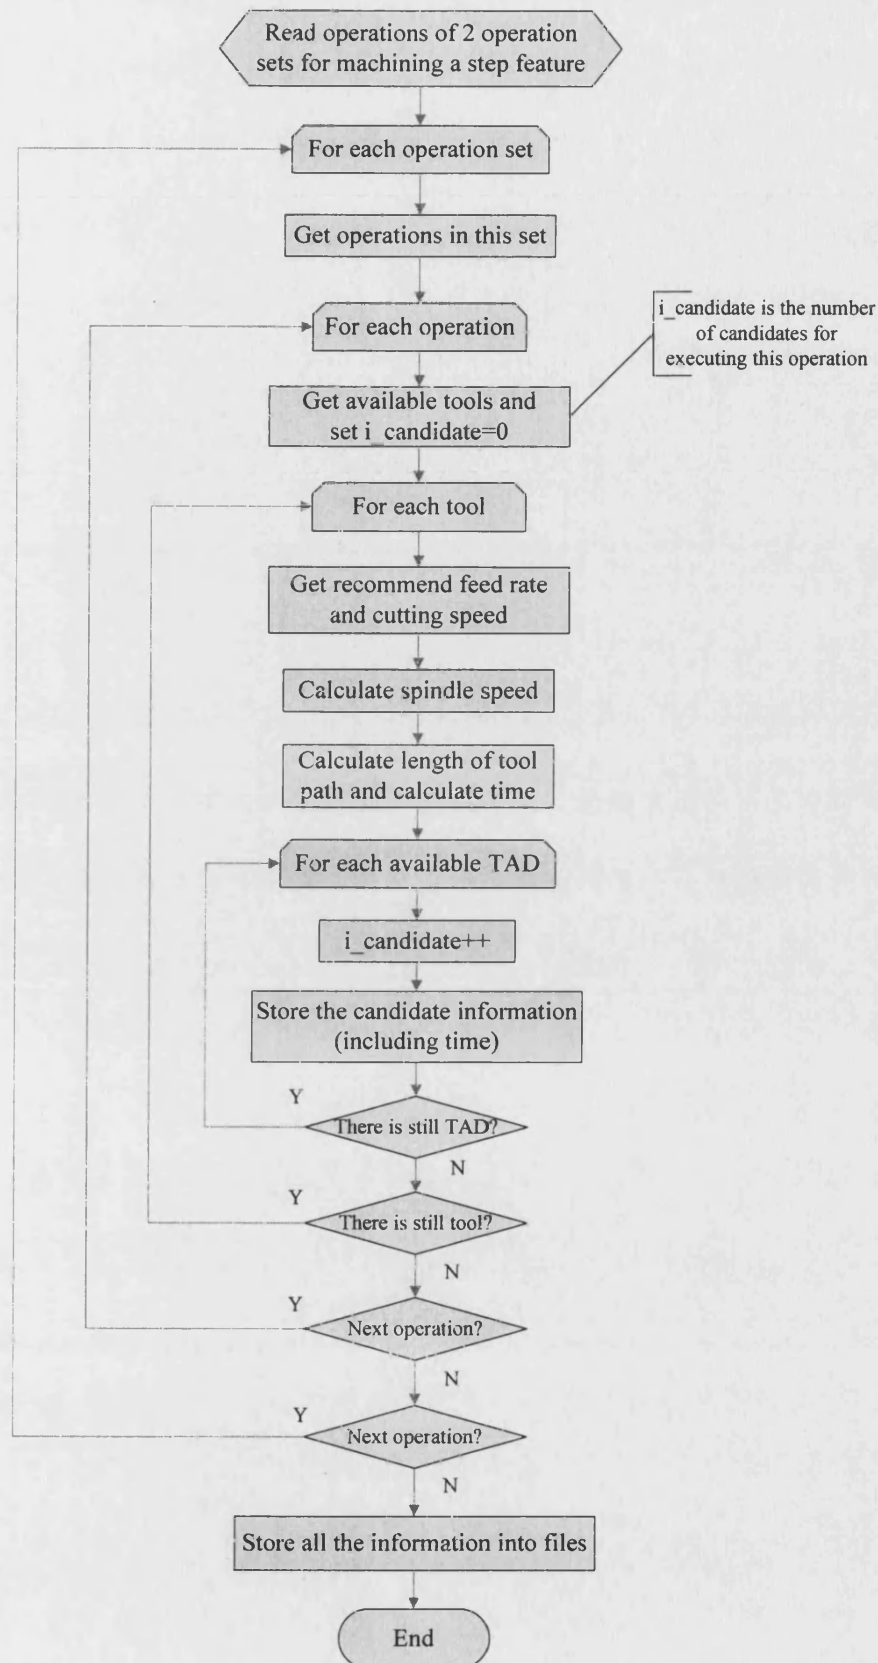 Read operations of 2 operation
sets for machining a step feature
For each operation set
Get operations in this set
For each operation
i_candidate is the number
of candidates for
executing this operation
Get available tools and
set i_candidate=0
For each tool
Get recommend feed rate
and cutting speed
Calculate spindle speed
Calculate length of tool
path and calculate time
For each available TAD
i_candidate++
Store the candidate information
(including time)
Y
There is still TAD?
N
Y
There is still tool?
N
Y
Next operation?
N
Y
Next operation?
N
Store all the information into files
End